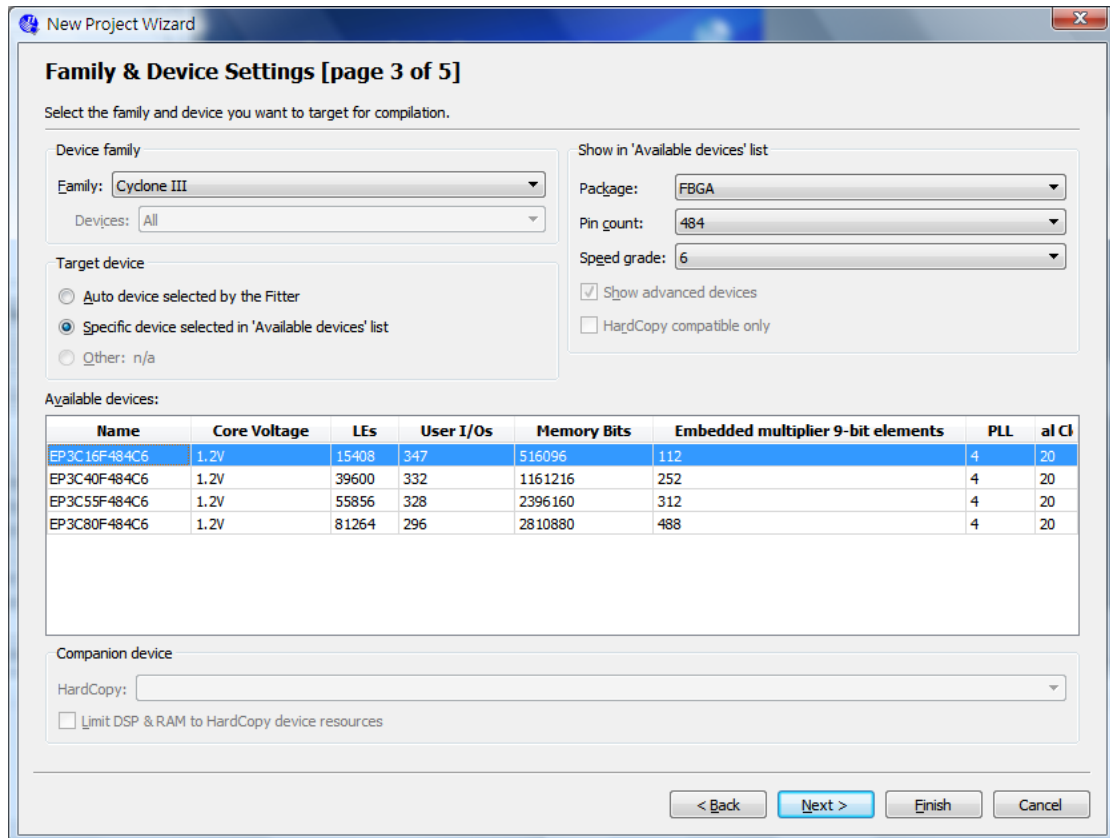 New Project Wizard
Family & Device Settings [page 3 of 5]
Select the family and device you want to target for compilation.
Device family
Family: Cyclone III
Devices: All
Show in 'Available devices' list
Package: FBGA
Pin count: 484
Speed grade: 6
Show advanced devices
HardCopy compatible only
Target device
Auto device selected by the Fitter
Specific device selected in 'Available devices' list
Other: n/a
Available devices:
Name Core Voltage LEs User I/Os Memory Bits Embedded multiplier 9-bit elements PLL al Cl
EP3C16F484C6 1.2V 15408 347 516096 112 4 20
EP3C40F484C6 1.2V 39600 332 1161216 252 4 20
EP3C55F484C6 1.2V 55856 328 2396160 312 4 20
EP3C80F484C6 1.2V 81264 296 2810880 488 4 20
Companion device
HardCopy:
Limit DSP & RAM to HardCopy device resources
< Back Next > Finish Cancel